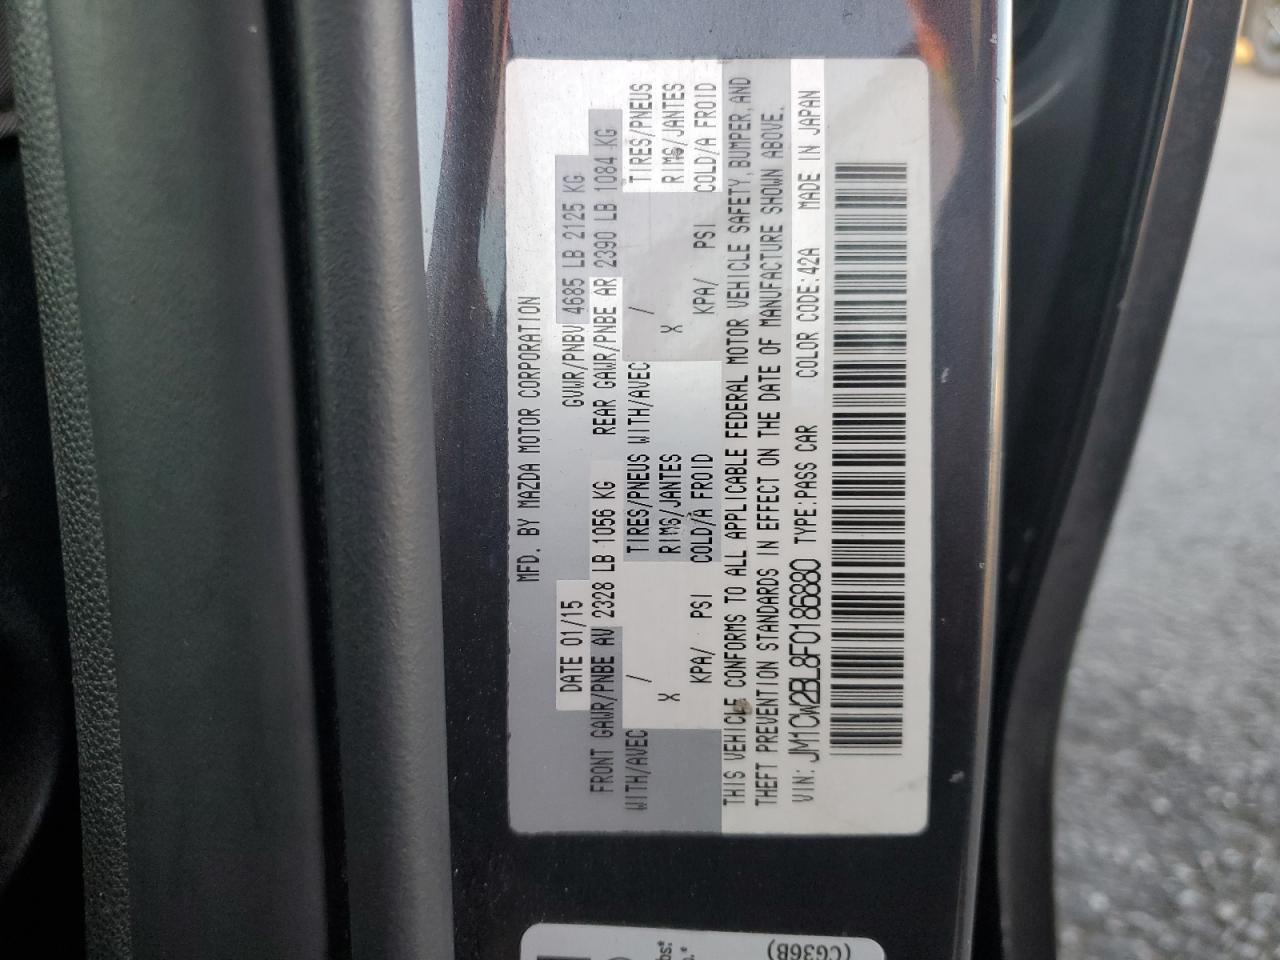 MFD. BY MAZDA MOTOR CORPORATION
DATE 01/15 GVWR/PNBV 4685 LB 2125 KG
FRONT GAWR/PNBE AV 2328 LB 1056 KG REAR GAWR/PNBE AR 2390 LB 1084 KG
WITH/AVEC / TIRES/PNEUS WITH/AVEC / TIRES/PNEUS
X RIMS/JANTES X RIMS/JANTES
KPA/ PSI COLD/A FROID KPA/ PSI COLD/A FROID
THIS VEHICLE CONFORMS TO ALL APPLICABLE FEDERAL MOTOR VEHICLE SAFETY, BUMPER, AND
THEFT PREVENTION STANDARDS IN EFFECT ON THE DATE OF MANUFACTURE SHOWN ABOVE.
VIN: JM1CW2BL8F0186880 TYPE:PASS CAR COLOR CODE:42A MADE IN JAPAN
(CG36B)